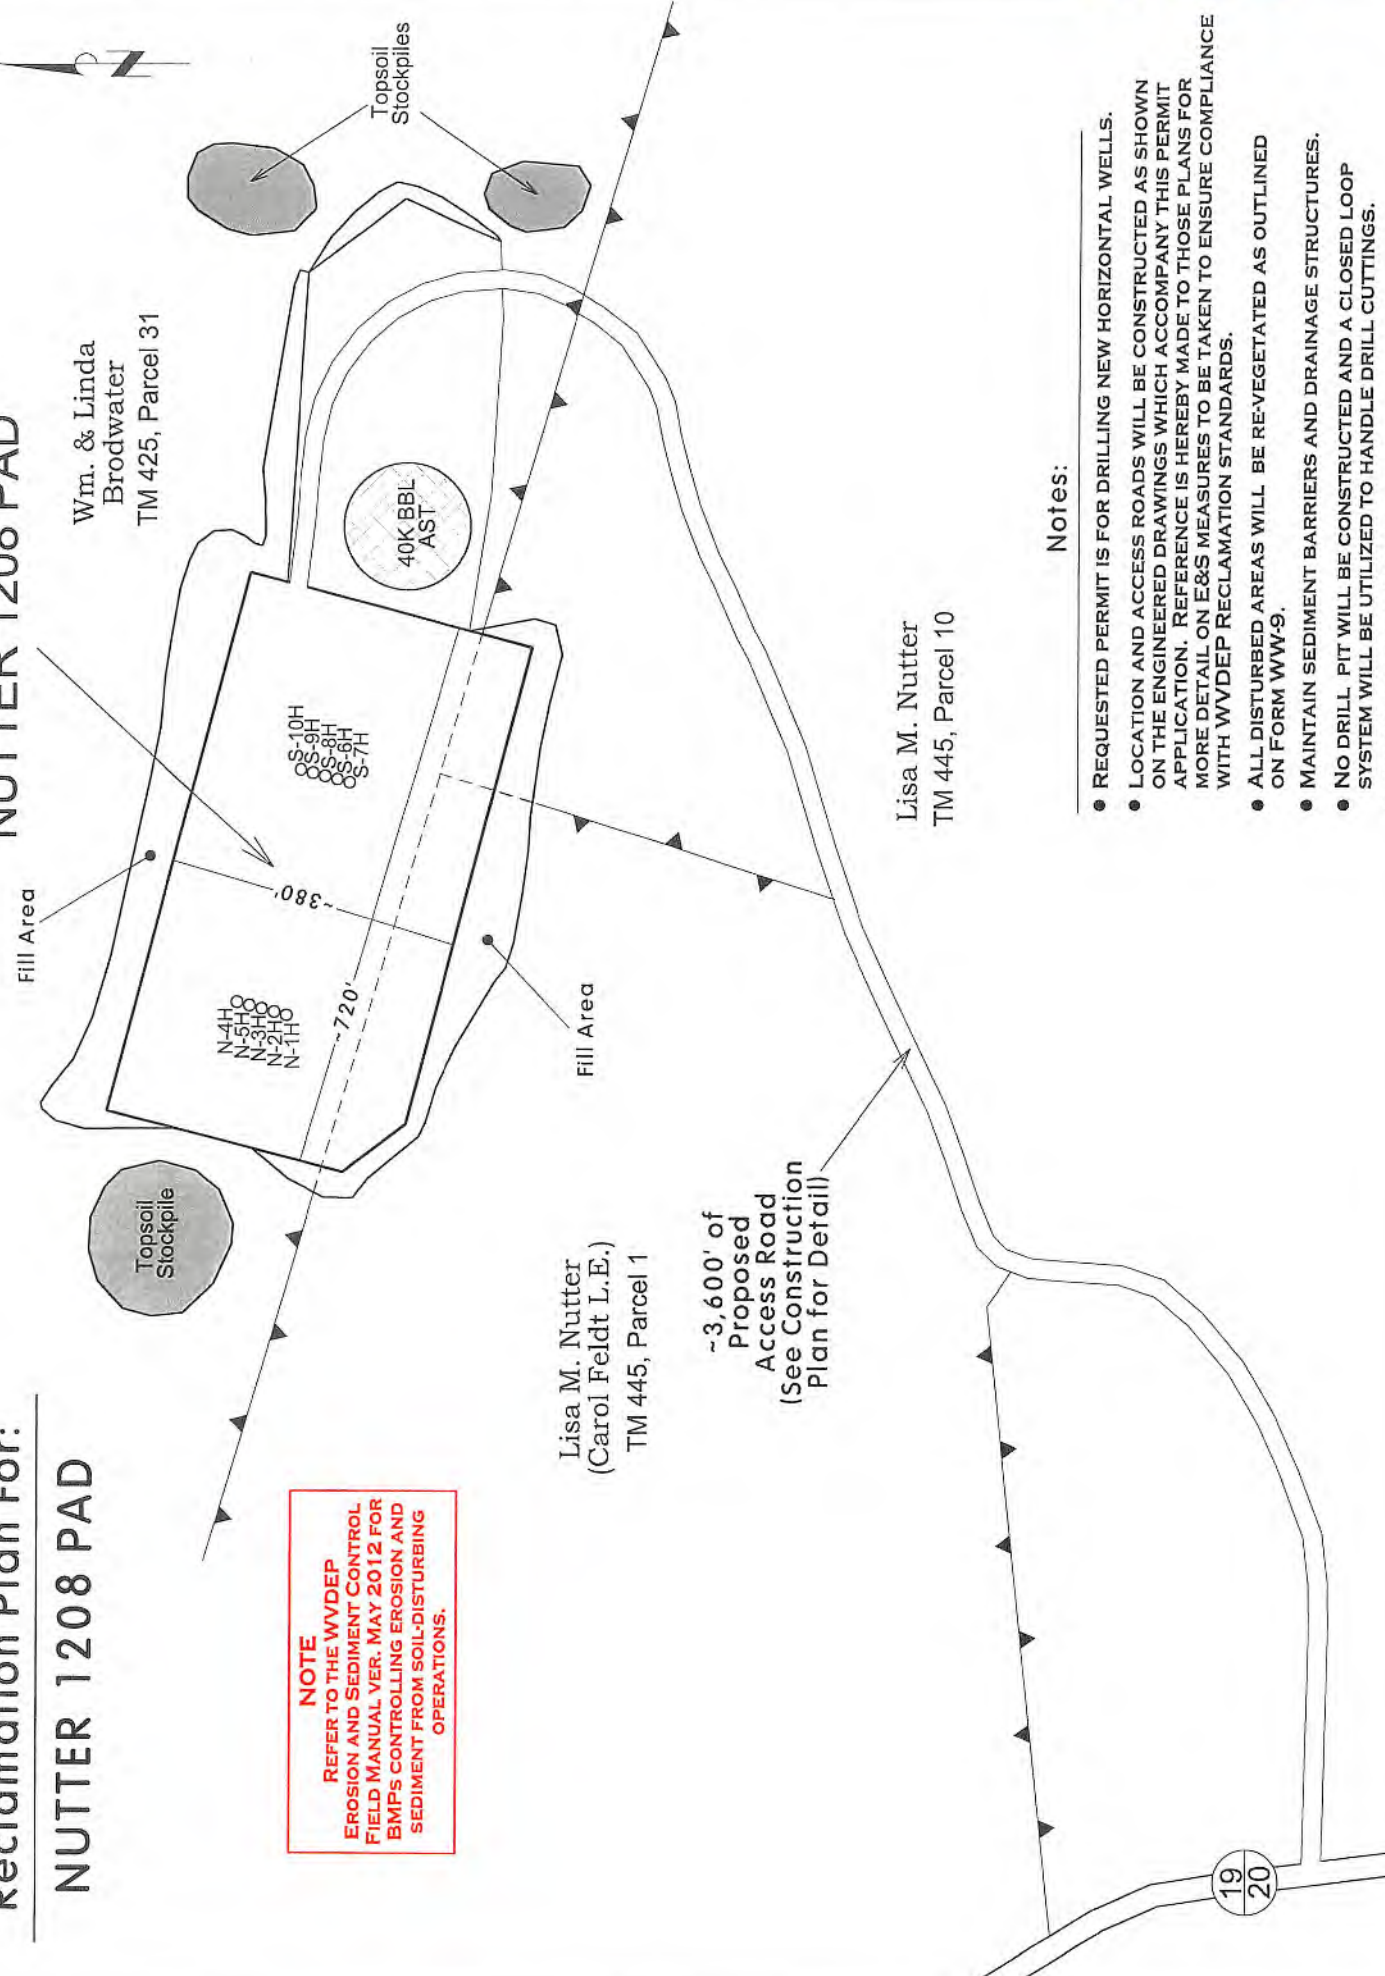 Reclamation Plan For:
NUTTER 1208 PAD
NUTTER 1208 PAD
Fill Area
Wm. & Linda
Brodwater
TM 425, Parcel 31
Topsoil
Stockpiles
N
Topsoil
Stockpile
N-4H
N-5H
N-3H
N-2H
N-1H
S-10H
S-9H
S-8H
S-6H
S-7H
~380'
~720'
40K BBL
AST
Fill Area
NOTE
REFER TO THE WVDEP
EROSION AND SEDIMENT CONTROL
FIELD MANUAL VER. MAY 2012 FOR
BMPS CONTROLLING EROSION AND
SEDIMENT FROM SOIL-DISTURBING
OPERATIONS.
Lisa M. Nutter
(Carol Feldt L.E.)
TM 445, Parcel 1
~3,600' of
Proposed
Access Road
(See Construction
Plan for Detail)
Lisa M. Nutter
TM 445, Parcel 10
19
20
Notes:
● REQUESTED PERMIT IS FOR DRILLING NEW HORIZONTAL WELLS.
● LOCATION AND ACCESS ROADS WILL BE CONSTRUCTED AS SHOWN
ON THE ENGINEERED DRAWINGS WHICH ACCOMPANY THIS PERMIT
APPLICATION. REFERENCE IS HEREBY MADE TO THOSE PLANS FOR
MORE DETAIL ON E&S MEASURES TO BE TAKEN TO ENSURE COMPLIANCE
WITH WVDEP RECLAMATION STANDARDS.
● ALL DISTURBED AREAS WILL BE RE-VEGETATED AS OUTLINED
ON FORM WW-9.
● MAINTAIN SEDIMENT BARRIERS AND DRAINAGE STRUCTURES.
● NO DRILL PIT WILL BE CONSTRUCTED AND A CLOSED LOOP
SYSTEM WILL BE UTILIZED TO HANDLE DRILL CUTTINGS.